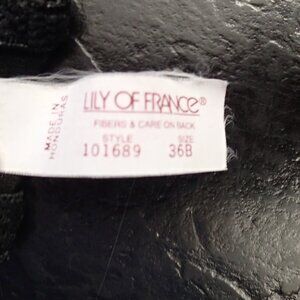 MADE IN
HONDURAS
LILY OF FRANCE®
FIBERS & CARE ON BACK
STYLE SIZE
101689 36B